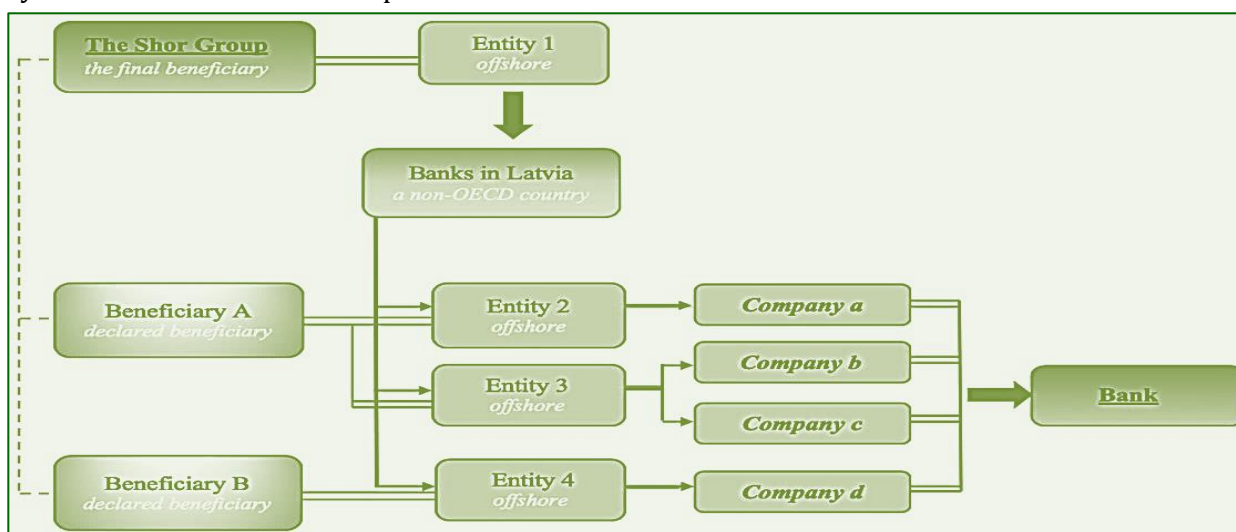 The Shor Group
the final beneficiary
Entity 1
offshore
Banks in Latvia
a non-OECD country
Beneficiary A
declared beneficiary
Entity 2
offshore
Company a
Entity 3
offshore
Company b
Company c
Bank
Beneficiary B
declared beneficiary
Entity 4
offshore
Company d